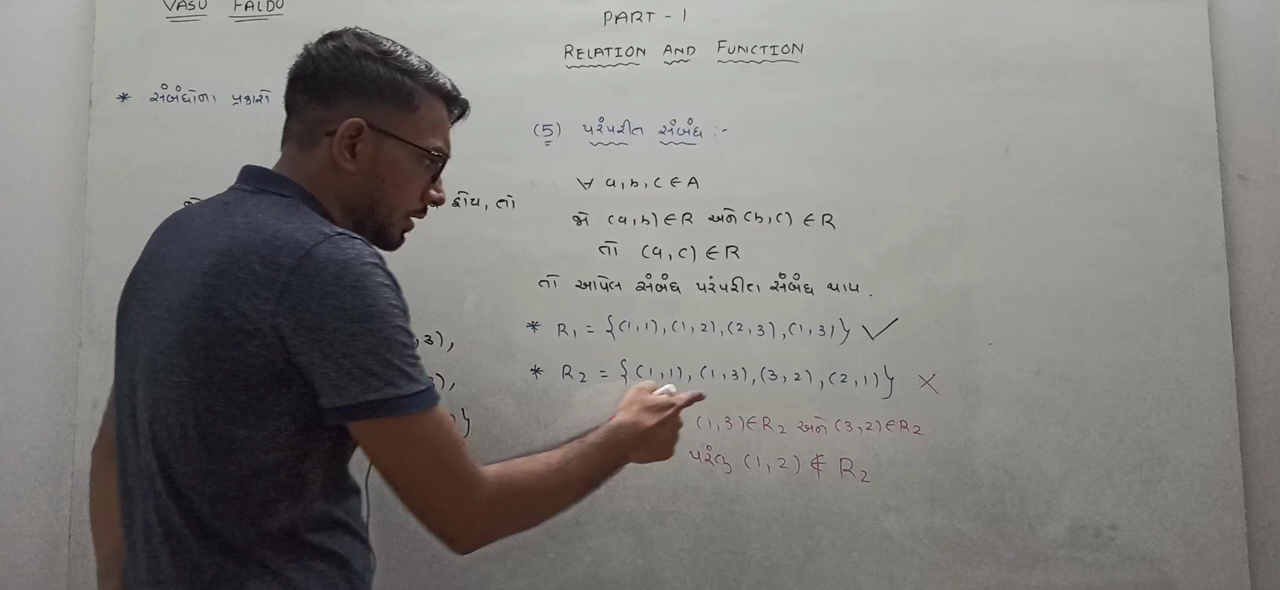 VASU FALDU
PART - 1
RELATION AND FUNCTION
* સંબંધોના પ્રકારો
(5) પરંપરીત સંબંધ :-
∀ a, b, c ∈ A
જો (a, b) ∈ R અને (b, c) ∈ R
તો (a, c) ∈ R
તો આપેલ સંબંધ પરંપરીત સંબંધ થાય.
હોય, તો
* R₁ = {(1,1), (1,2), (2,3), (1,3)} ✓
3),
* R₂ = {(1,1), (1,3), (3,2), (2,1)} ×
(1,3) ∈ R₂ અને (3,2) ∈ R₂
પરંતુ (1,2) ∉ R₂